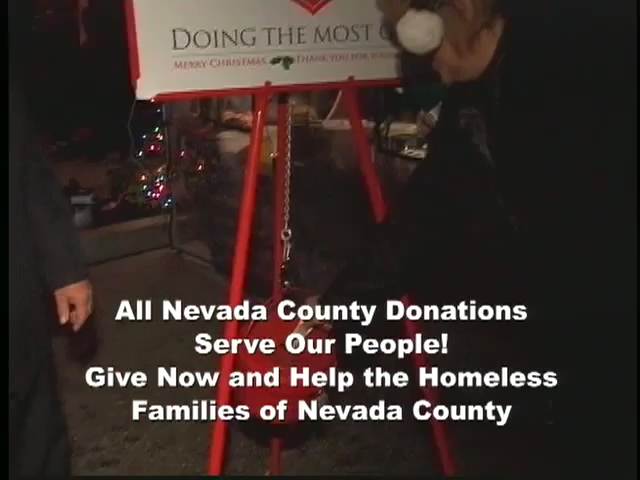 DOING THE MOST
MERRY CHRISTMAS THANK YOU FOR
All Nevada County Donations
Serve Our People!
Give Now and Help the Homeless
Families of Nevada County